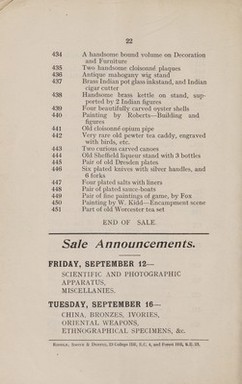 22
434 A handsome bound volume on Decoration
and Furniture
435 Two handsome cloisonné plaques
436 Antique mahogany wig stand
437 Brass Indian pot glass inkstand, and Indian
cigar cutter
438 Handsome brass kettle on stand, sup-
ported by 2 Indian figures
439 Four beautifully carved oyster shells
440 Painting by Roberts—Building and
figures
441 Old cloisonné opium pipe
442 Very rare old pewter tea caddy, engraved
with birds, etc.
443 Two curious carved canoes
444 Old Sheffield liqueur stand with 3 bottles
445 Pair of old Dresden plates
446 Six plated knives with silver handles, and
6 forks
447 Four plated salts with liners
448 Pair of plated sauce-boats
449 Pair of fine paintings of game, by Fox
450 Painting by W. Kidd—Encampment scene
451 Part of old Worcester tea set
END OF SALE.
Sale Announcements.
FRIDAY, SEPTEMBER 12—
SCIENTIFIC AND PHOTOGRAPHIC
APPARATUS,
MISCELLANIES.
TUESDAY, SEPTEMBER 16—
CHINA, BRONZES, IVORIES,
ORIENTAL WEAPONS,
ETHNOGRAPHICAL SPECIMENS, &c.